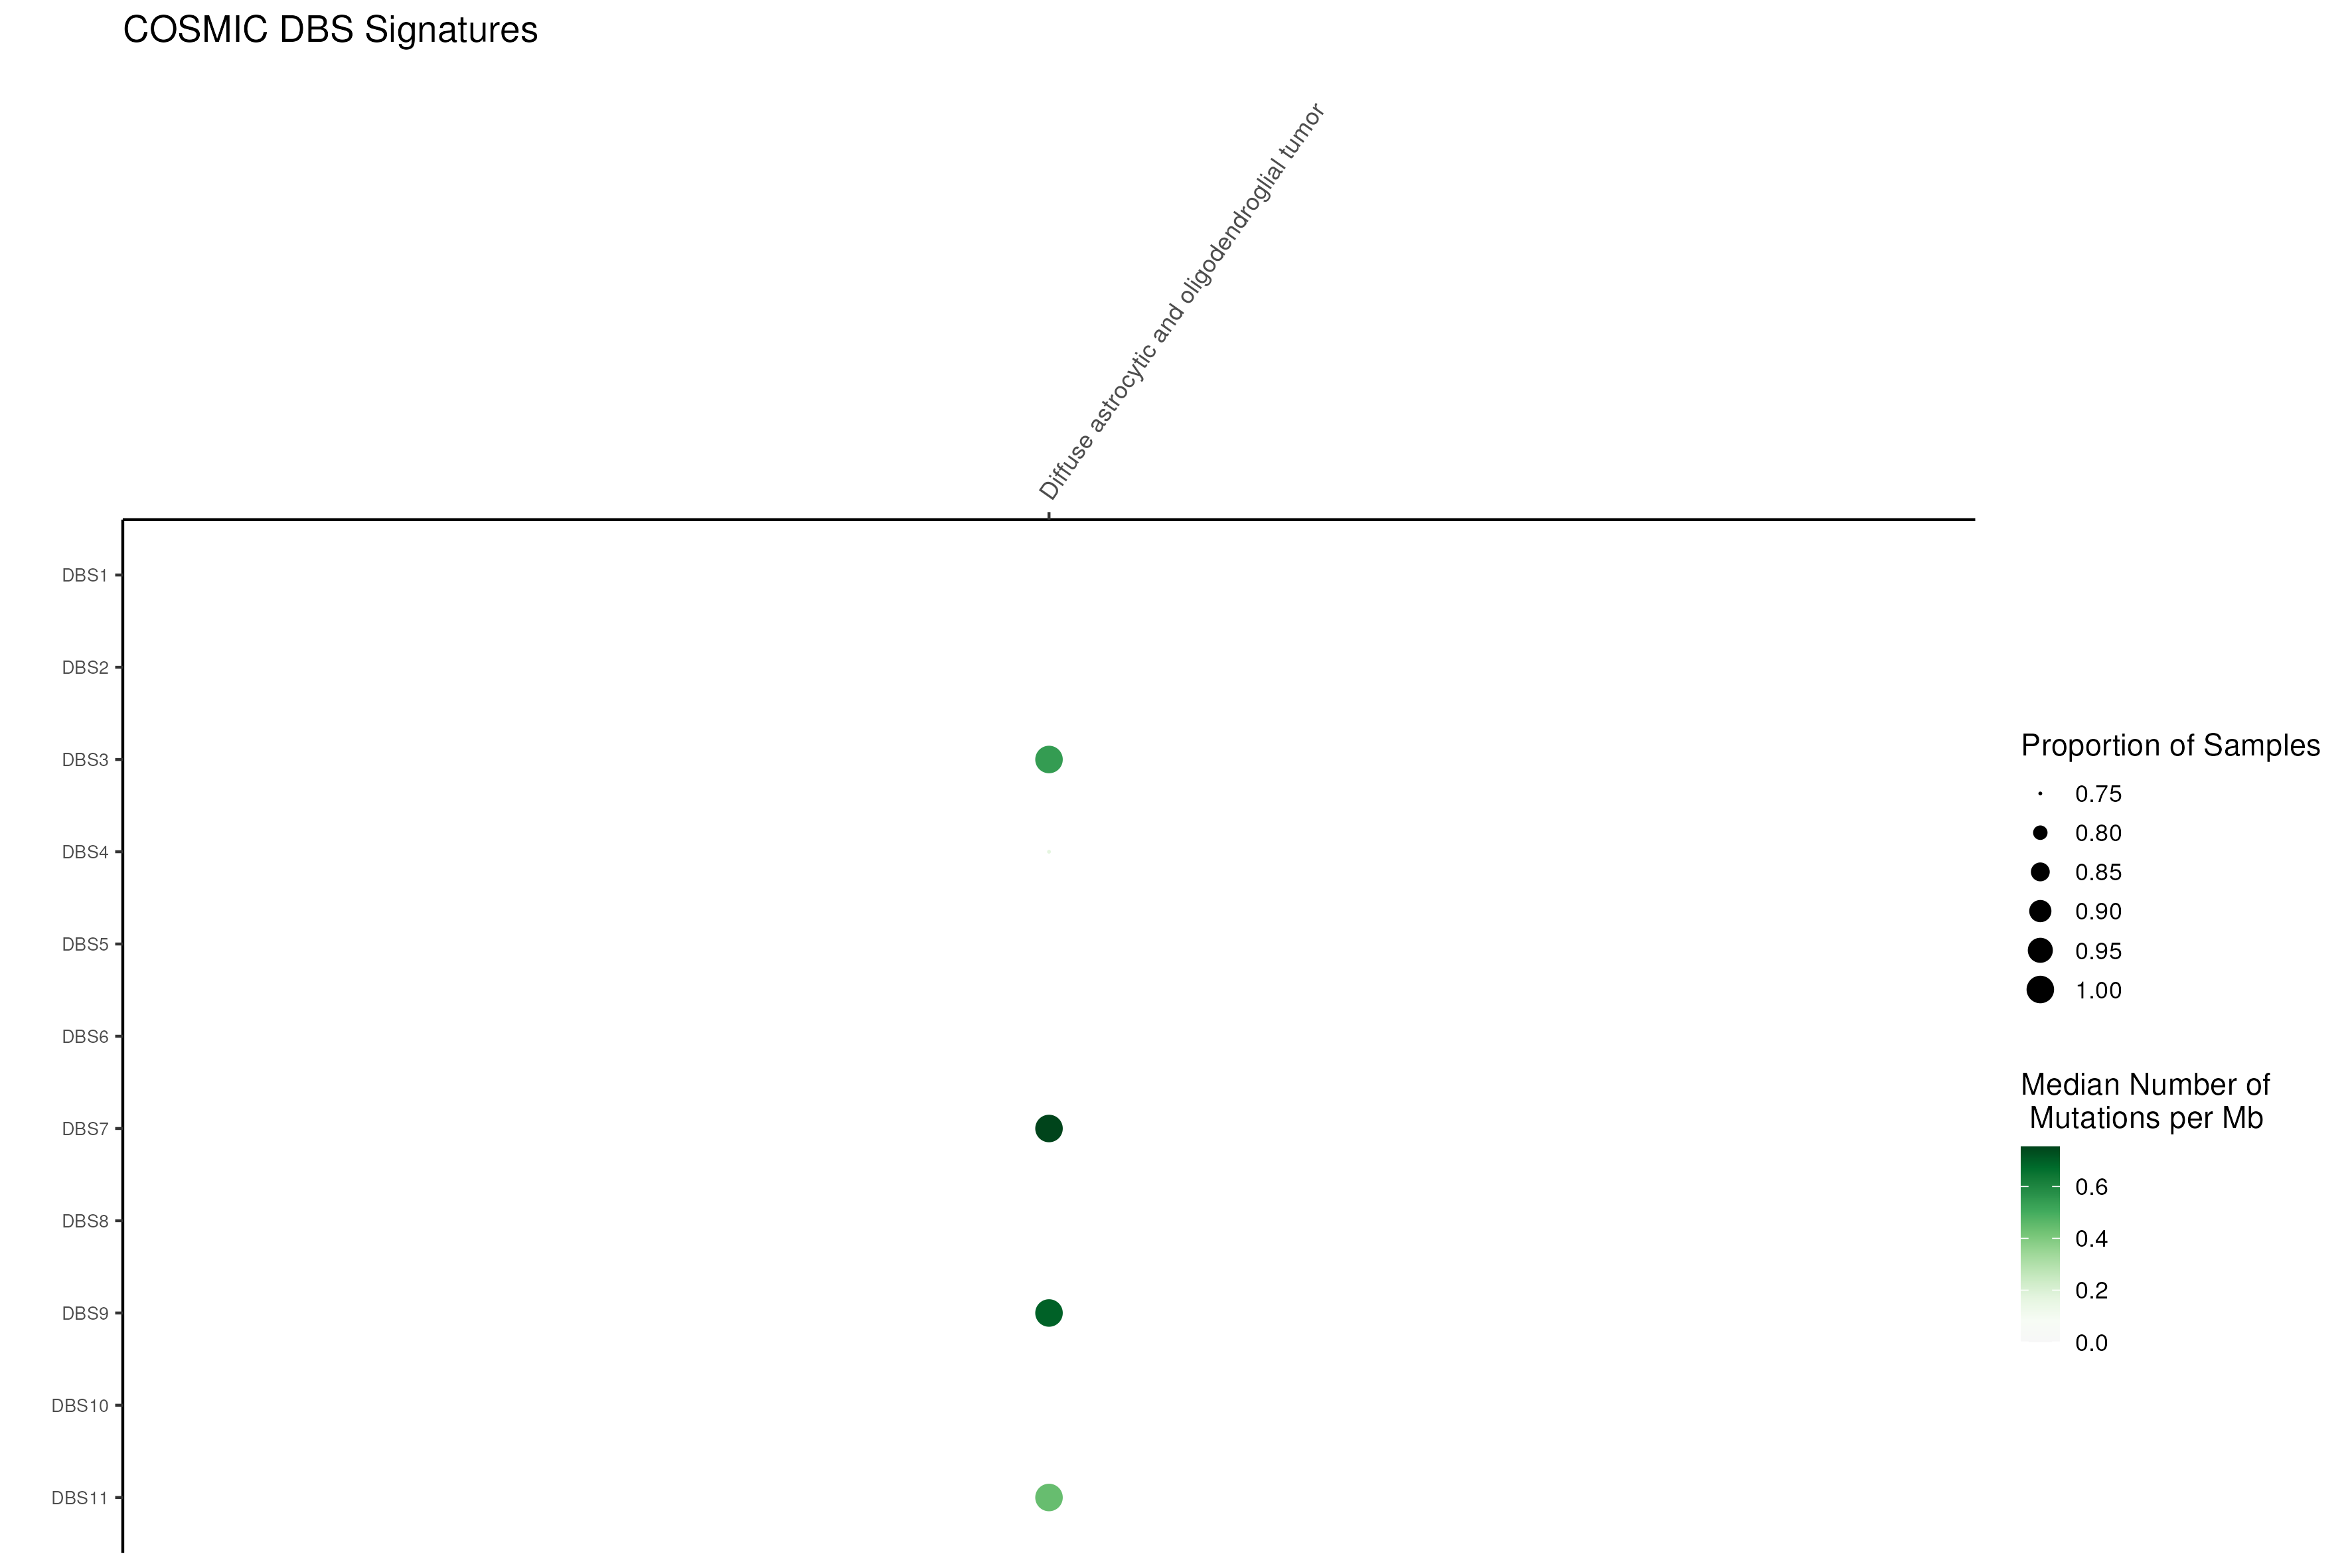 COSMIC DBS Signatures
Diffuse astrocytic and oligodendroglial tumor
DBS1
DBS2
DBS3
DBS4
DBS5
DBS6
DBS7
DBS8
DBS9
DBS10
DBS11
Proportion of Samples
0.75
0.80
0.85
0.90
0.95
1.00
Median Number of
Mutations per Mb
0.6
0.4
0.2
0.0